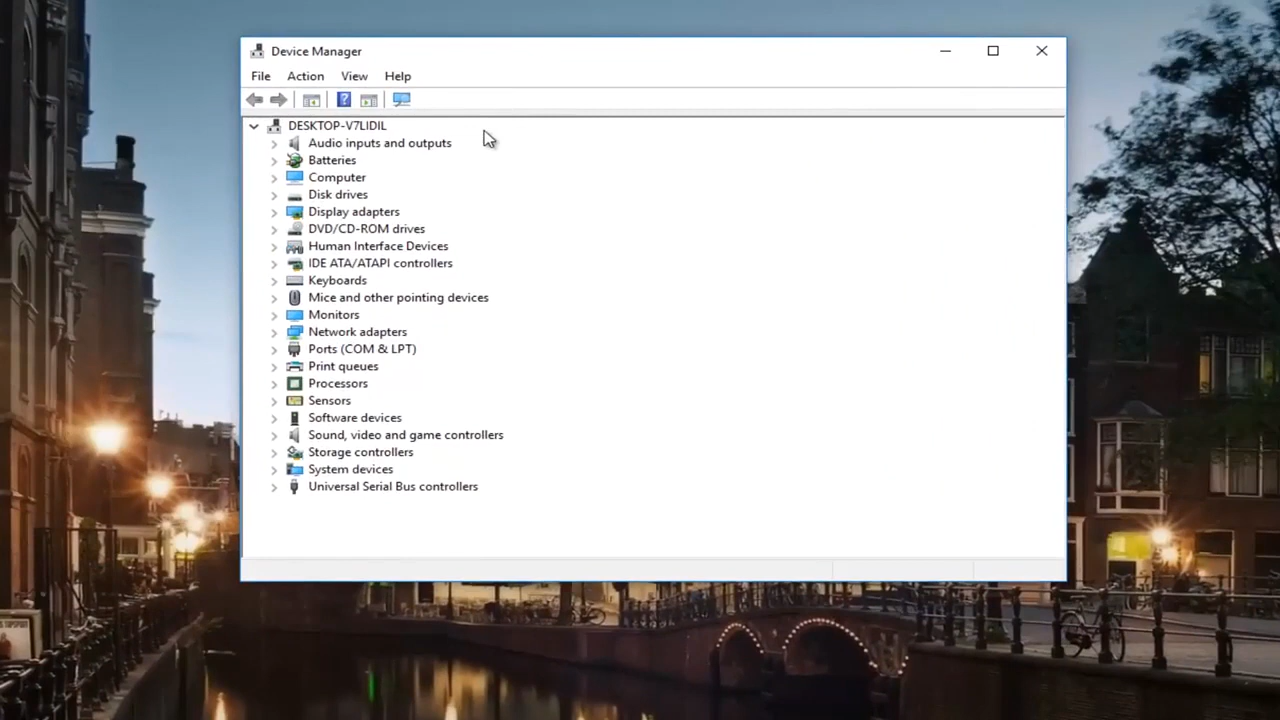 Device Manager
File Action View Help
DESKTOP-V7LIDIL
Audio inputs and outputs
Batteries
Computer
Disk drives
Display adapters
DVD/CD-ROM drives
Human Interface Devices
IDE ATA/ATAPI controllers
Keyboards
Mice and other pointing devices
Monitors
Network adapters
Ports (COM & LPT)
Print queues
Processors
Sensors
Software devices
Sound, video and game controllers
Storage controllers
System devices
Universal Serial Bus controllers